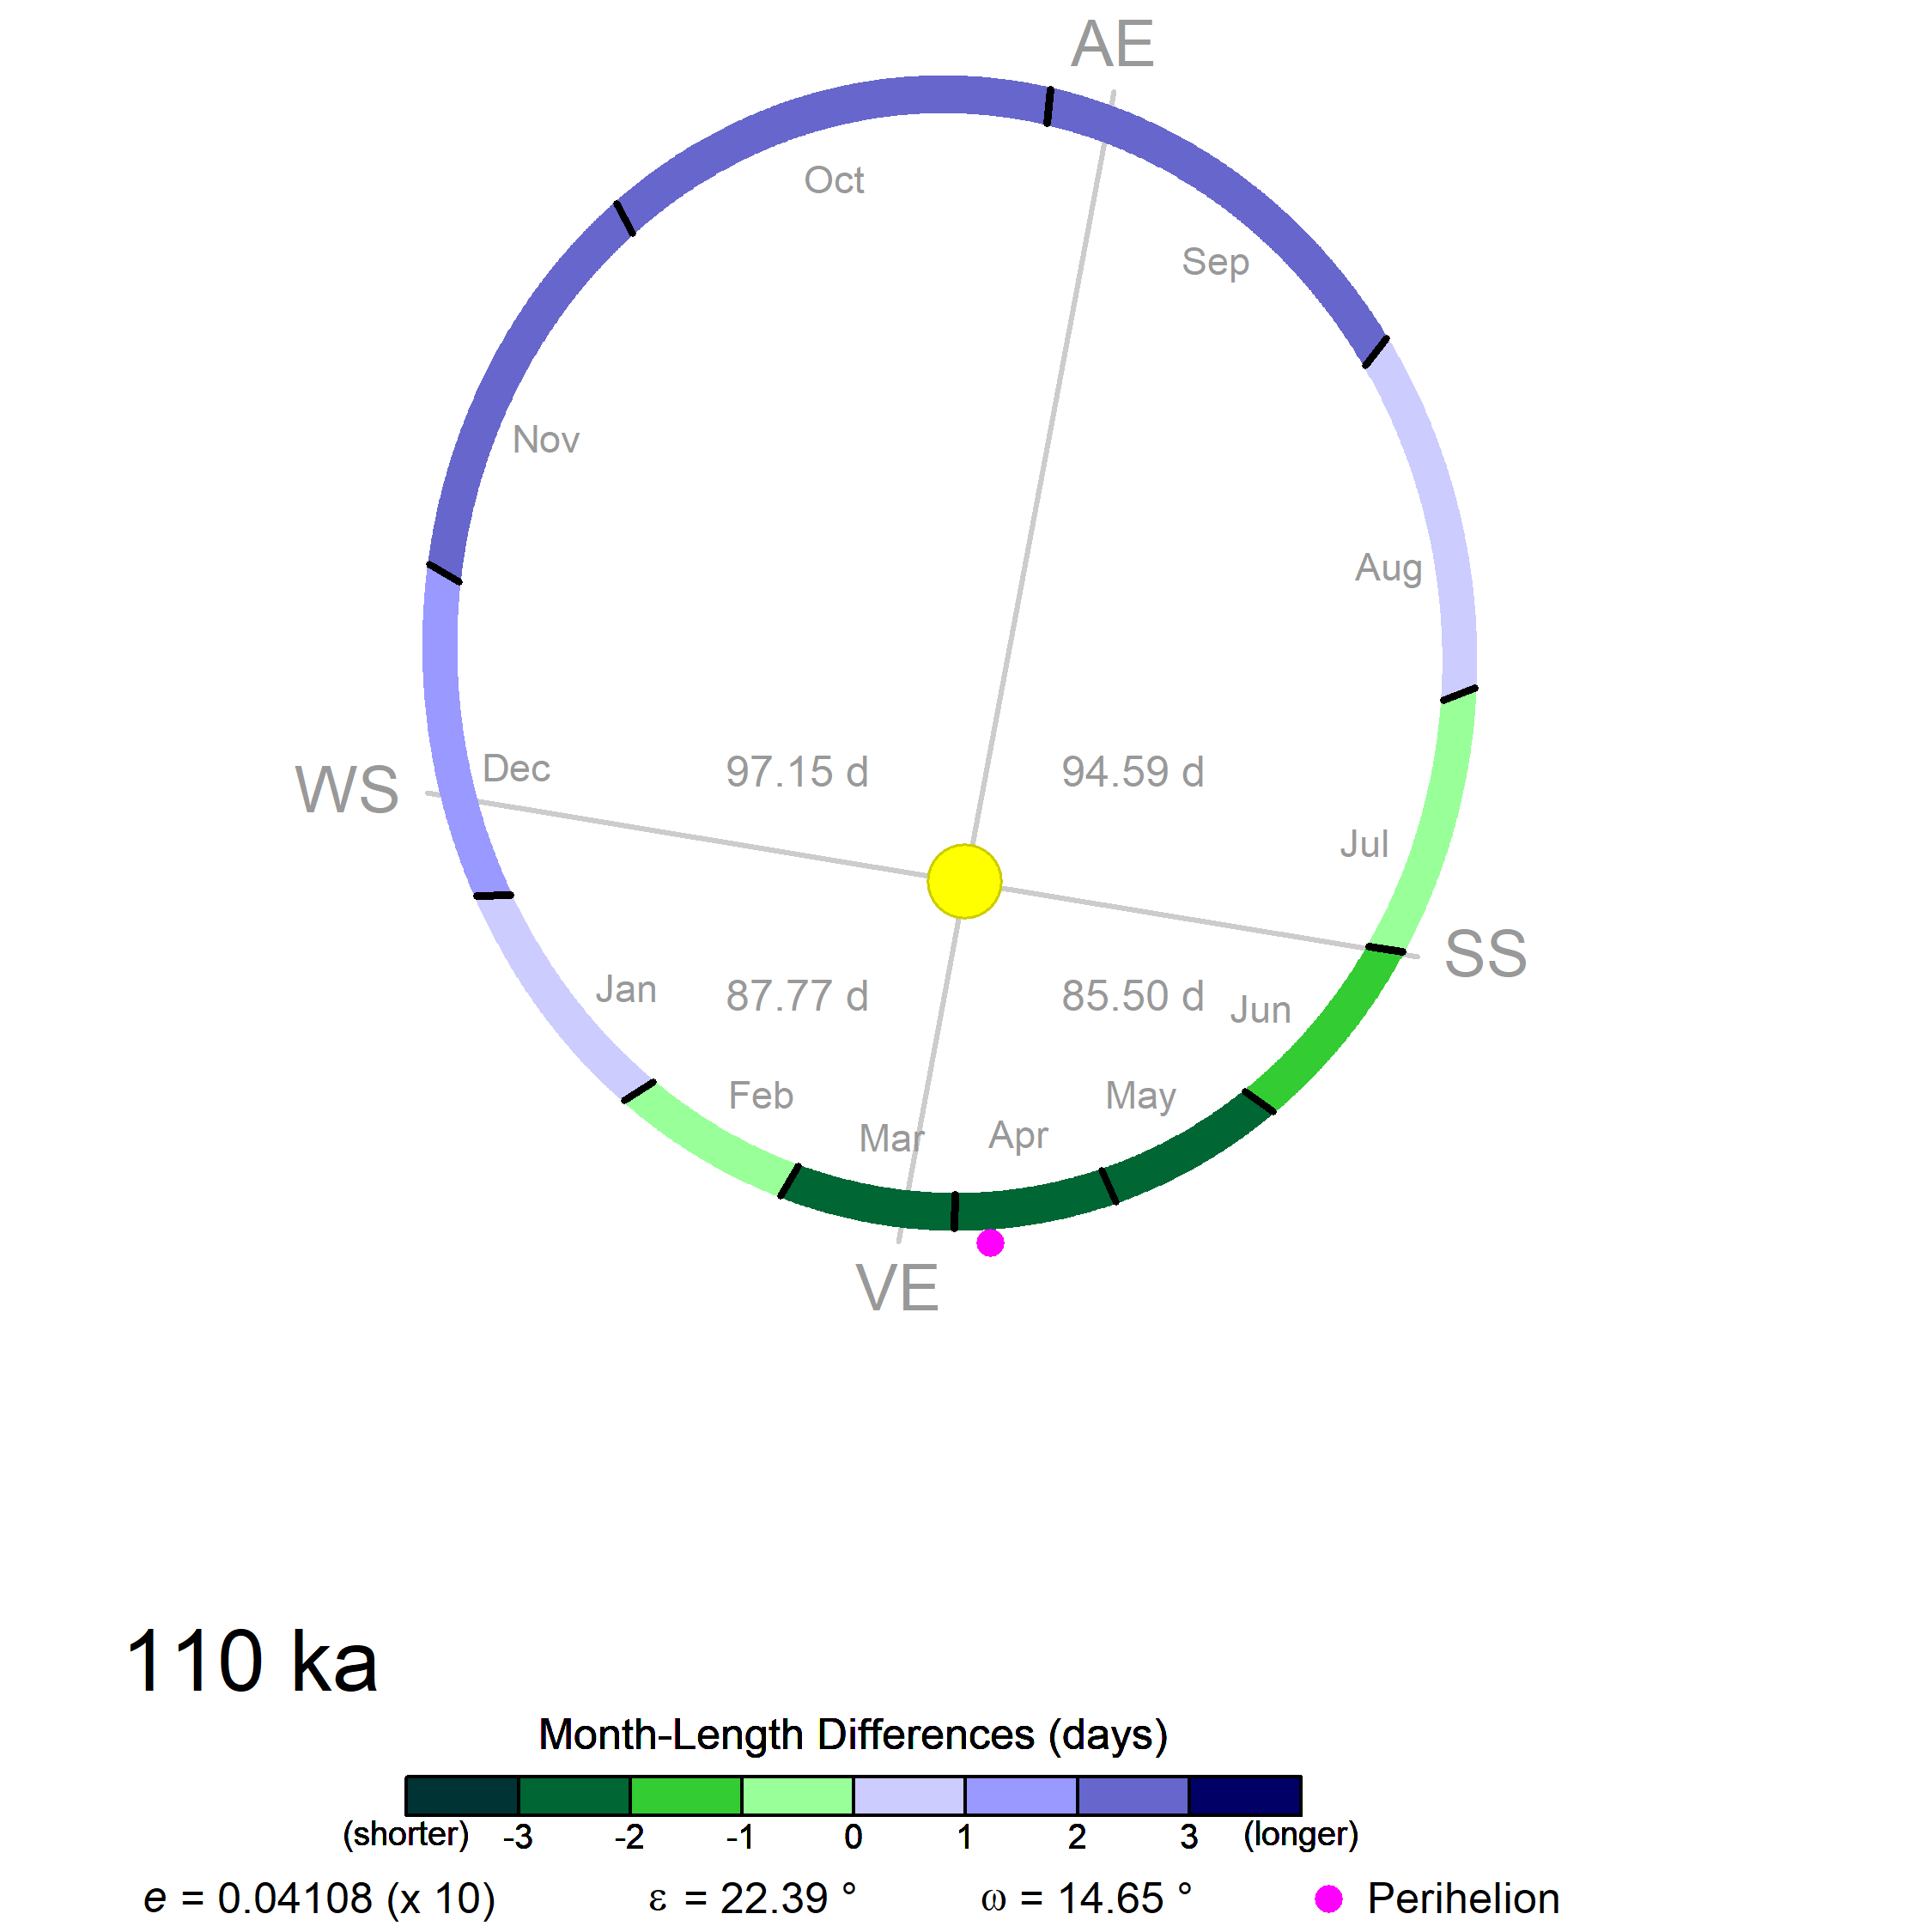 AE
Oct
Sep
Nov
Aug
WS
Dec
97.15 d
94.59 d
Jul
SS
Jan
87.77 d
85.50 d
Jun
Feb
May
Mar
Apr
VE
110 ka
Month-Length Differences (days)
(shorter) -3 -2 -1 0 1 2 3 (longer)
e = 0.04108 (x 10) ε = 22.39 ° ω = 14.65 ° Perihelion